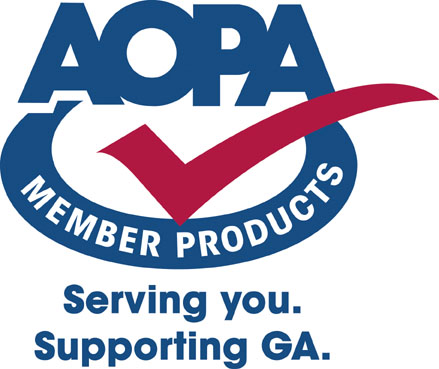 AOPA
MEMBER PRODUCTS
Serving you.
Supporting GA.